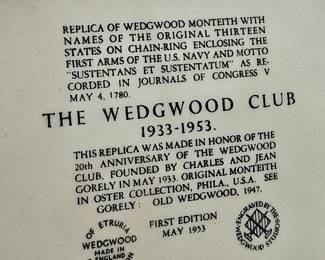 REPLICA OF WEDGWOOD MONTEITH WITH
NAMES OF THE ORIGINAL THIRTEEN
STATES ON CHAIN-RING ENCLOSING THE
FIRST ARMS OF THE U.S. NAVY AND MOTTO
"SUSTENTANS ET SUSTENTATUM" AS RE-
CORDED IN JOURNALS OF CONGRESS V
MAY 4, 1780.
THE WEDGWOOD CLUB
1933-1953.
THIS REPLICA WAS MADE IN HONOR OF THE
20th ANNIVERSARY OF THE WEDGWOOD
CLUB, FOUNDED BY CHARLES AND JEAN
GORELY IN MAY 1933. ORIGINAL MONTEITH
IN OSTER COLLECTION, PHILA., U.S.A. SEE
GORELY: OLD WEDGWOOD, 1947.
FIRST EDITION
MAY 1953
OF ETRURIA
WEDGWOOD
MADE IN
ENGLAND
ENGRAVED BY THE
WEDGWOOD STUDIO